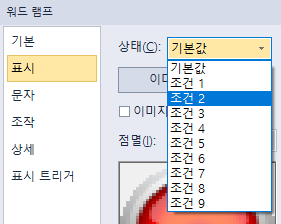 워드 램프
기본
표시
문자
조작
상세
표시 트리거
상태(C): 기본값
기본값
조건 1
조건 2
조건 3
조건 4
조건 5
조건 6
조건 7
조건 8
조건 9
이미지
점멸(I):